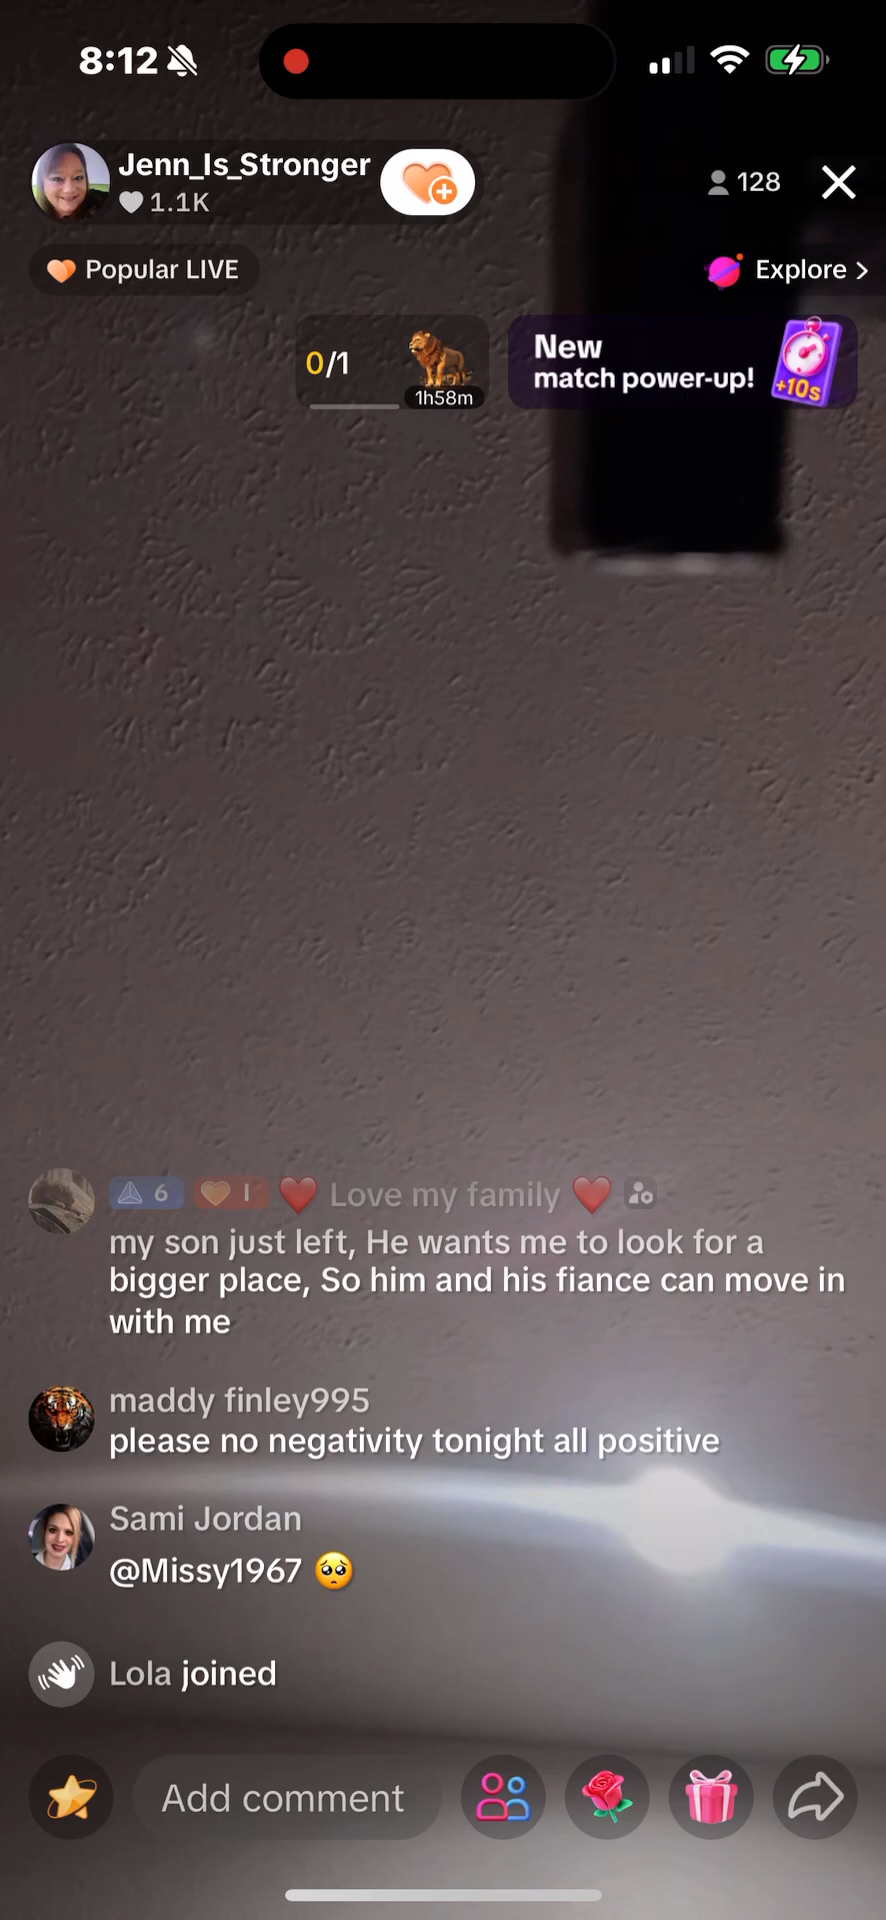 8:12
Jenn_Is_Stronger
1.1K
128
Popular LIVE
Explore >
0/1
1h58m
New
match power-up!
+10s
6
I
❤️ Love my family ❤️
my son just left, He wants me to look for a
bigger place, So him and his fiance can move in
with me
maddy finley995
please no negativity tonight all positive
Sami Jordan
@Missy1967 🥺
Lola joined
Add comment